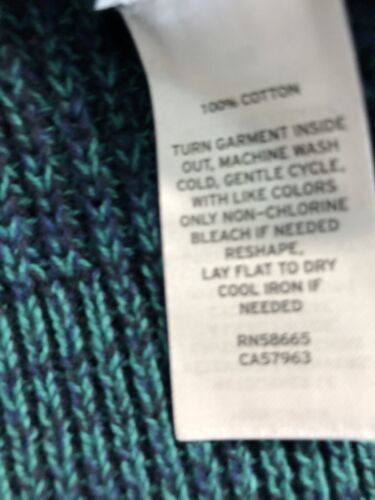 100% COTTON
TURN GARMENT INSIDE
OUT, MACHINE WASH
COLD, GENTLE CYCLE,
WITH LIKE COLORS
ONLY NON-CHLORINE
BLEACH IF NEEDED
RESHAPE,
LAY FLAT TO DRY
COOL IRON IF
NEEDED
RN58665
CA57963